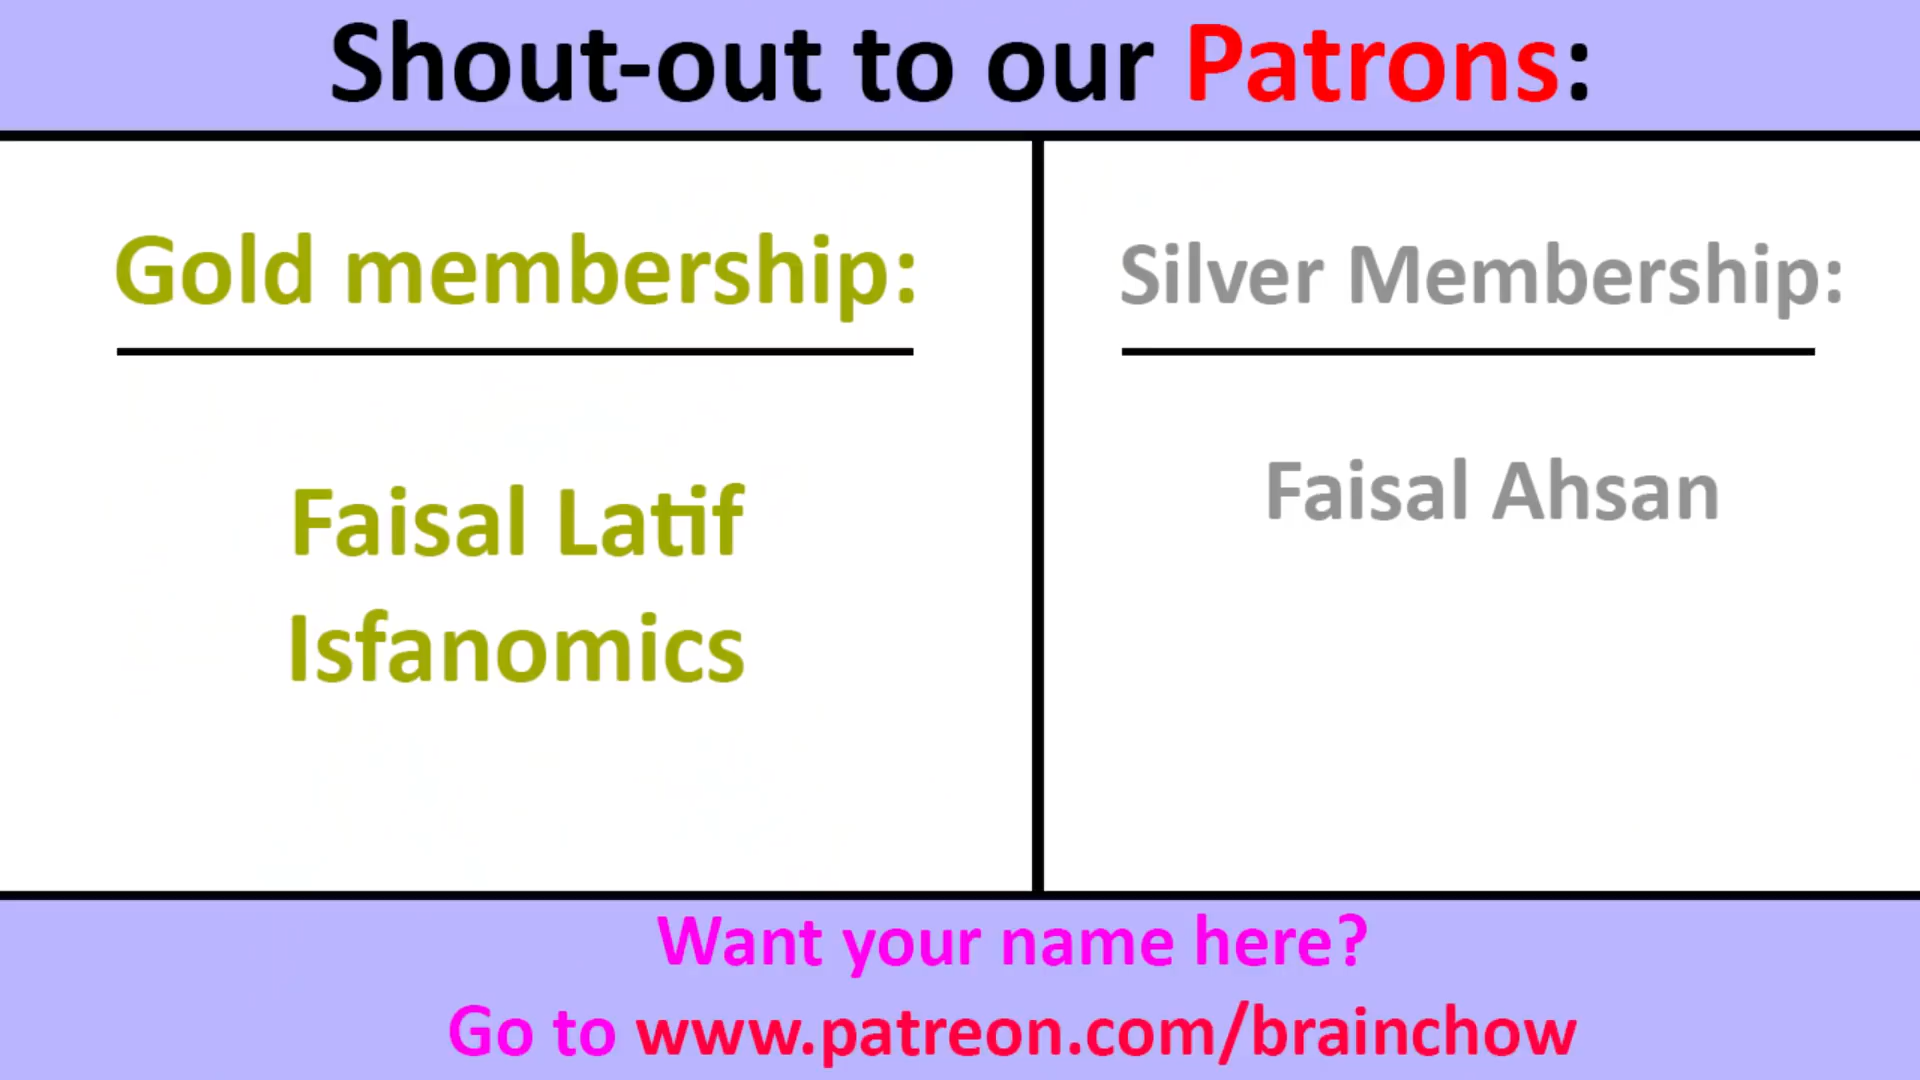 Shout-out to our Patrons:
Gold membership:
Faisal Latif
Isfanomics
Silver Membership:
Faisal Ahsan
Want your name here?
Go to www.patreon.com/brainchow